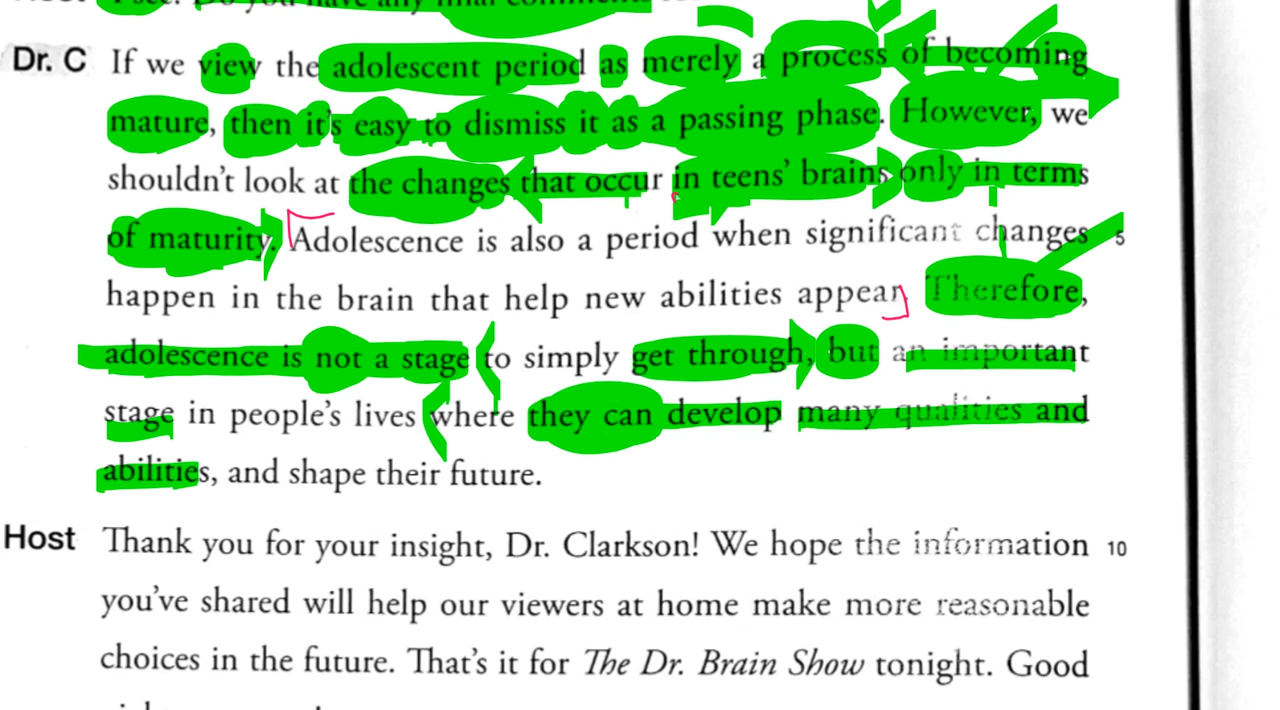 Dr. C If we view the adolescent period as merely a process of becoming
mature, then it's easy to dismiss it as a passing phase. However, we
shouldn't look at the changes that occur in teens' brains only in terms
of maturity. Adolescence is also a period when significant changes 5
happen in the brain that help new abilities appear. Therefore,
adolescence is not a stage to simply get through, but an important
stage in people's lives where they can develop many qualities and
abilities, and shape their future.
Host Thank you for your insight, Dr. Clarkson! We hope the information 10
you've shared will help our viewers at home make more reasonable
choices in the future. That's it for The Dr. Brain Show tonight. Good